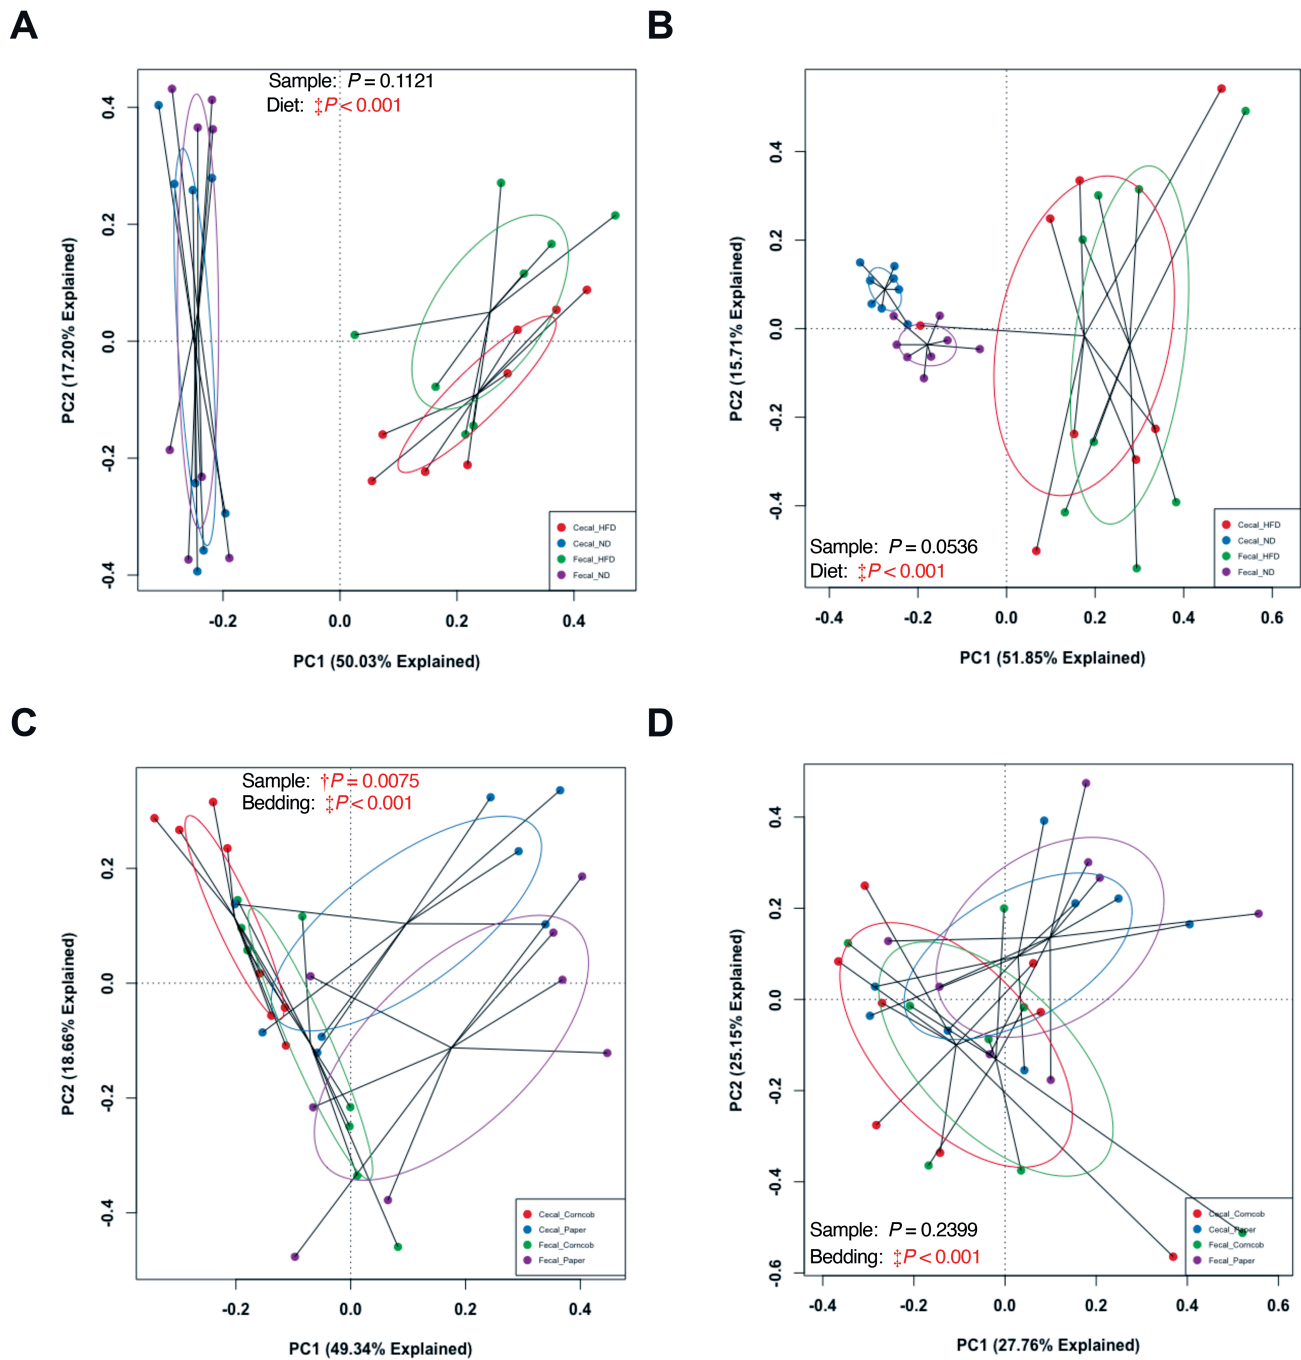 A
Sample: P = 0.1121
Diet: ‡P < 0.001
0.4
0.2
0.0
-0.2
-0.4
PC2 (17.20% Explained)
Cecal_HFD
Cecal_ND
Fecal_HFD
Fecal_ND
-0.2 0.0 0.2 0.4
PC1 (50.03% Explained)
B
0.4
0.2
0.0
-0.2
-0.4
PC2 (15.71% Explained)
Sample: P = 0.0536
Diet: ‡P < 0.001
Cecal_HFD
Cecal_ND
Fecal_HFD
Fecal_ND
-0.4 -0.2 0.0 0.2 0.4 0.6
PC1 (51.85% Explained)
C
Sample: †P = 0.0075
Bedding: ‡P < 0.001
0.2
0.0
-0.2
-0.4
PC2 (18.66% Explained)
Cecal_Corncob
Cecal_Paper
Fecal_Corncob
Fecal_Paper
-0.2 0.0 0.2 0.4
PC1 (49.34% Explained)
D
0.4
0.2
0.0
-0.2
-0.4
-0.6
PC2 (25.15% Explained)
Sample: P = 0.2399
Bedding: ‡P < 0.001
Cecal_Corncob
Cecal_Paper
Fecal_Corncob
Fecal_Paper
-0.4 -0.2 0.0 0.2 0.4 0.6
PC1 (27.76% Explained)